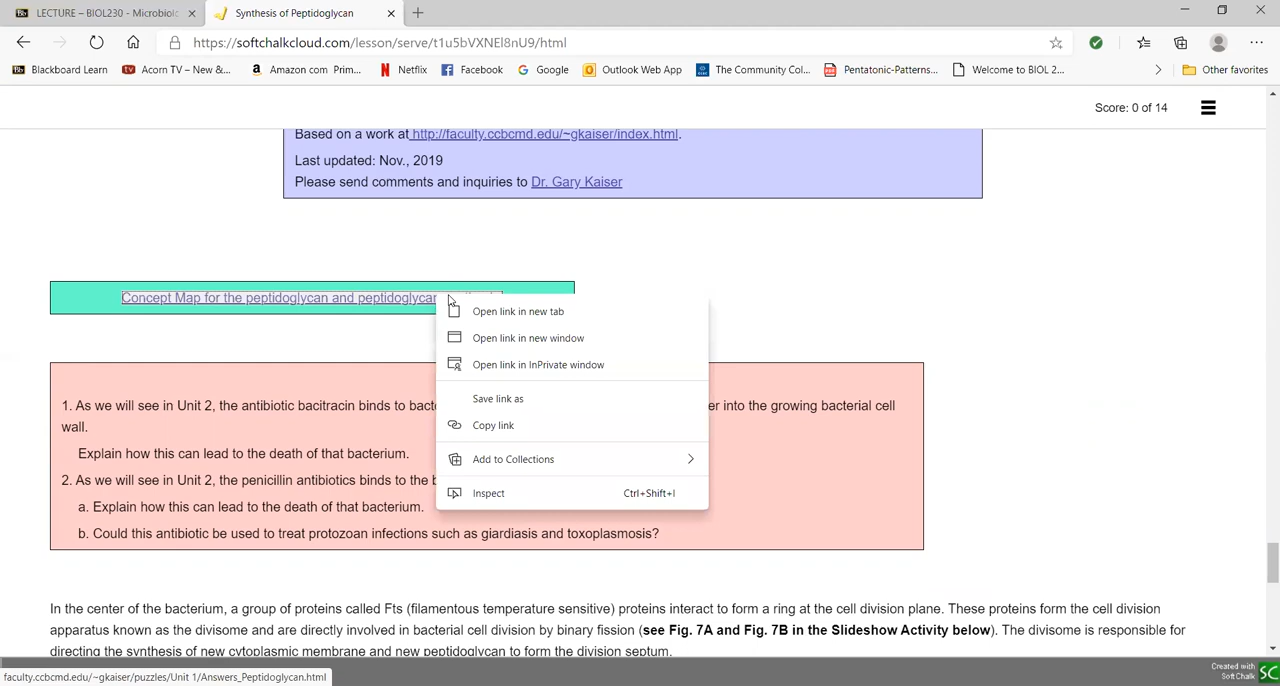 LECTURE – BIOL230 - Microbiolo
Synthesis of Peptidoglycan
https://softchalkcloud.com/lesson/serve/t1u5bVXNEl8nU9/html
Blackboard Learn
Acorn TV – New &...
Amazon com Prim...
Netflix
Facebook
Google
Outlook Web App
The Community Col...
Pentatonic-Patterns...
Welcome to BIOL 2...
Other favorites
Score: 0 of 14
Based on a work at http://faculty.ccbcmd.edu/~gkaiser/index.html.
Last updated: Nov., 2019
Please send comments and inquiries to Dr. Gary Kaiser
Concept Map for the peptidoglycan and peptidoglycan
Open link in new tab
Open link in new window
Open link in InPrivate window
Save link as
Copy link
Add to Collections
Inspect Ctrl+Shift+I
1. As we will see in Unit 2, the antibiotic bacitracin binds to bact er into the growing bacterial cell
wall.
Explain how this can lead to the death of that bacterium.
2. As we will see in Unit 2, the penicillin antibiotics binds to the b
a. Explain how this can lead to the death of that bacterium.
b. Could this antibiotic be used to treat protozoan infections such as giardiasis and toxoplasmosis?
In the center of the bacterium, a group of proteins called Fts (filamentous temperature sensitive) proteins interact to form a ring at the cell division plane. These proteins form the cell division
apparatus known as the divisome and are directly involved in bacterial cell division by binary fission (see Fig. 7A and Fig. 7B in the Slideshow Activity below). The divisome is responsible for
directing the synthesis of new cytoplasmic membrane and new peptidoglycan to form the division septum.
faculty.ccbcmd.edu/~gkaiser/puzzles/Unit 1/Answers_Peptidoglycan.html
Created with
SoftChalk
SC